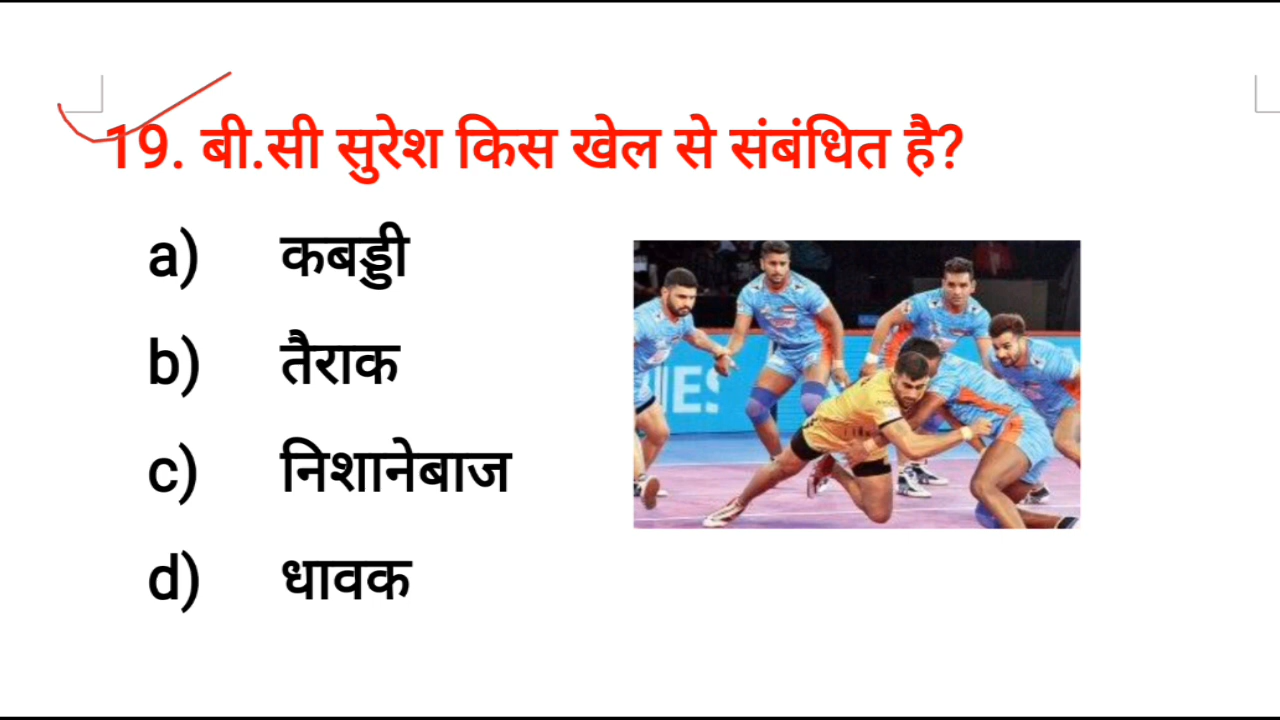 19. बी.सी सुरेश किस खेल से संबंधित है?
a) कबड्डी
b) तैराक
c) निशानेबाज
d) धावक